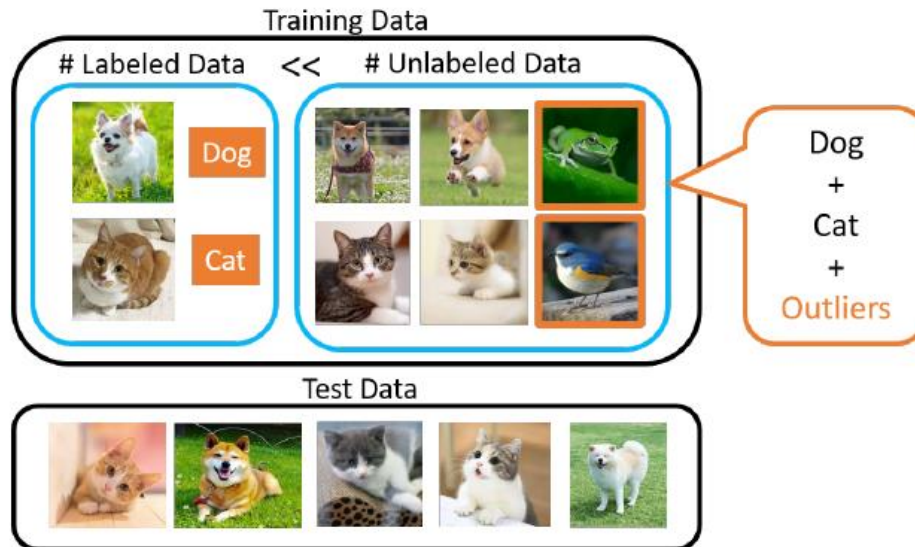 Training Data
# Labeled Data << # Unlabeled Data
Dog
Cat
Dog
+
Cat
+
Outliers
Test Data